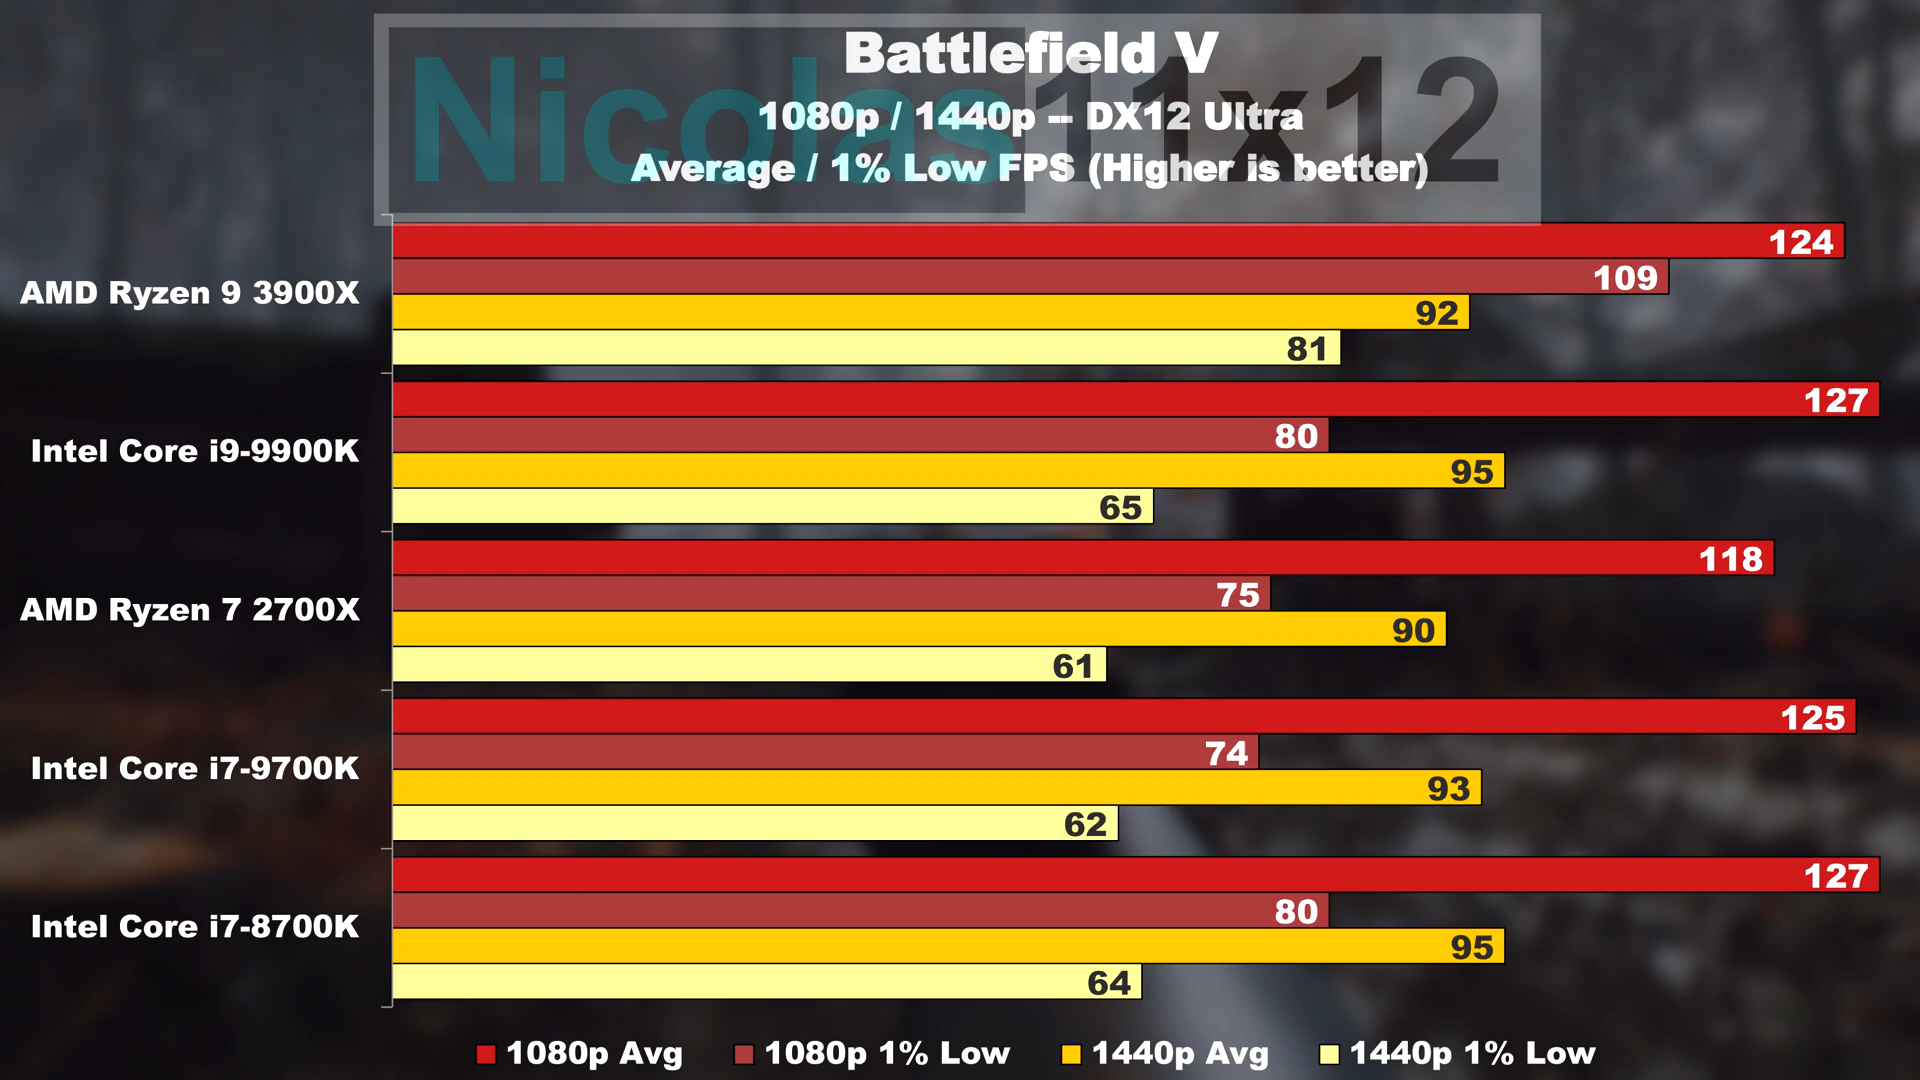 Nicolas11x12
Battlefield V
1080p / 1440p -- DX12 Ultra
Average / 1% Low FPS (Higher is better)
AMD Ryzen 9 3900X
124
109
92
81
Intel Core i9-9900K
127
80
95
65
AMD Ryzen 7 2700X
118
75
90
61
Intel Core i7-9700K
125
74
93
62
Intel Core i7-8700K
127
80
95
64
1080p Avg 1080p 1% Low 1440p Avg 1440p 1% Low